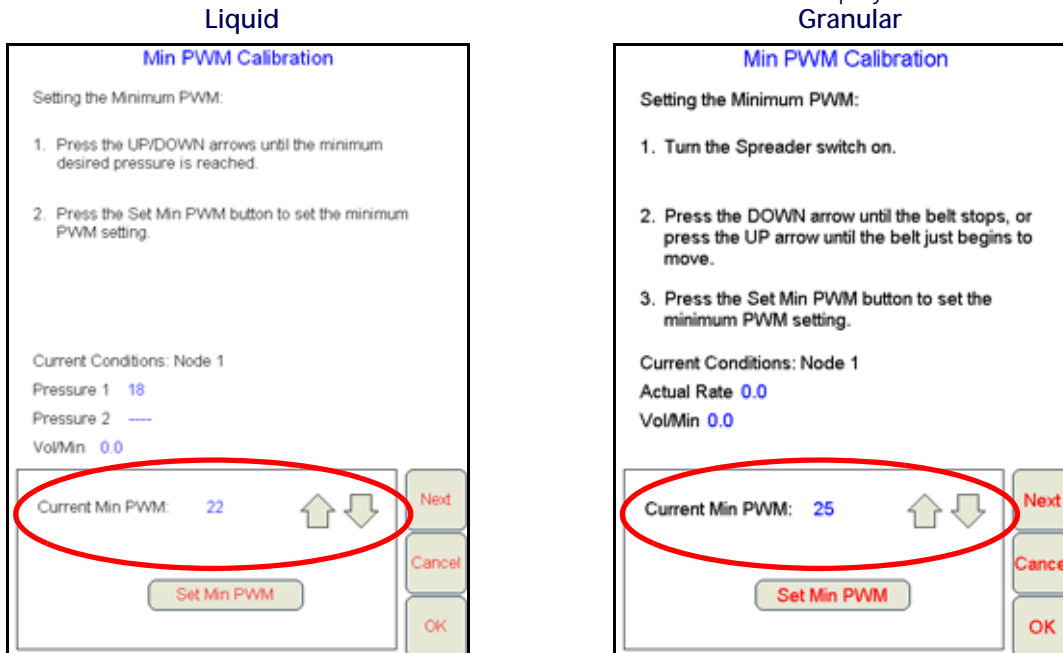 Liquid
Min PWM Calibration
Setting the Minimum PWM:
1. Press the UP/DOWN arrows until the minimum
desired pressure is reached.
2. Press the Set Min PWM button to set the minimum
PWM setting.
Current Conditions: Node 1
Pressure 1 18
Pressure 2 ----
Vol/Min 0.0
Current Min PWM: 22
Next
Cancel
Set Min PWM
OK
Granular
Min PWM Calibration
Setting the Minimum PWM:
1. Turn the Spreader switch on.
2. Press the DOWN arrow until the belt stops, or
press the UP arrow until the belt just begins to
move.
3. Press the Set Min PWM button to set the
minimum PWM setting.
Current Conditions: Node 1
Actual Rate 0.0
Vol/Min 0.0
Current Min PWM: 25
Next
Cance
Set Min PWM
OK